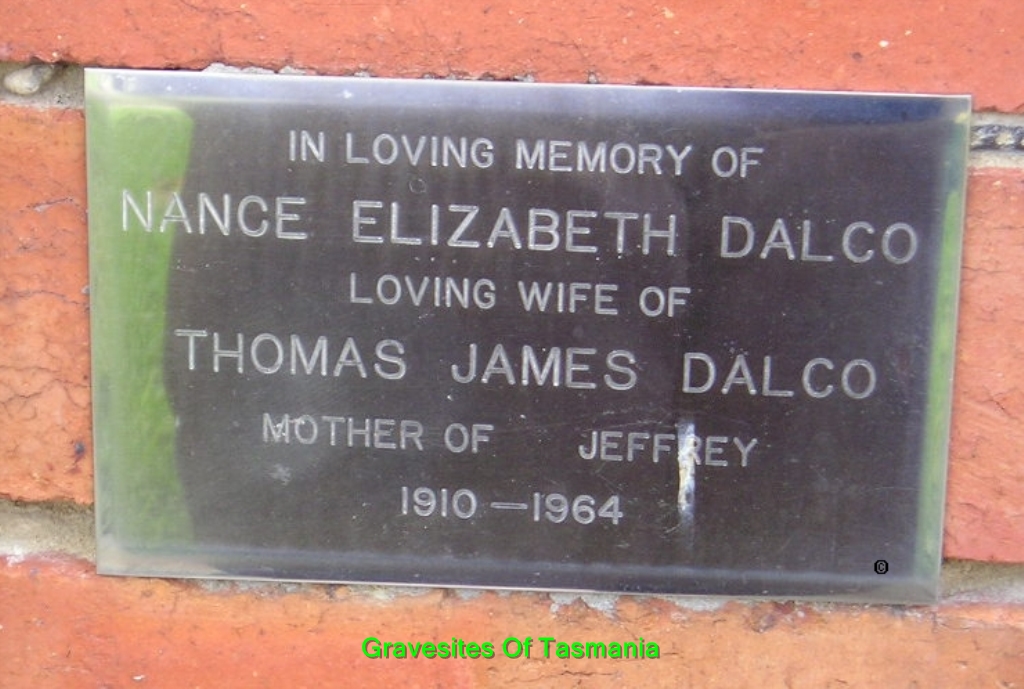 IN LOVING MEMORY OF
NANCE ELIZABETH DALCO
LOVING WIFE OF
THOMAS JAMES DALCO
MOTHER OF JEFFREY
1910 — 1964
©
Gravesites Of Tasmania